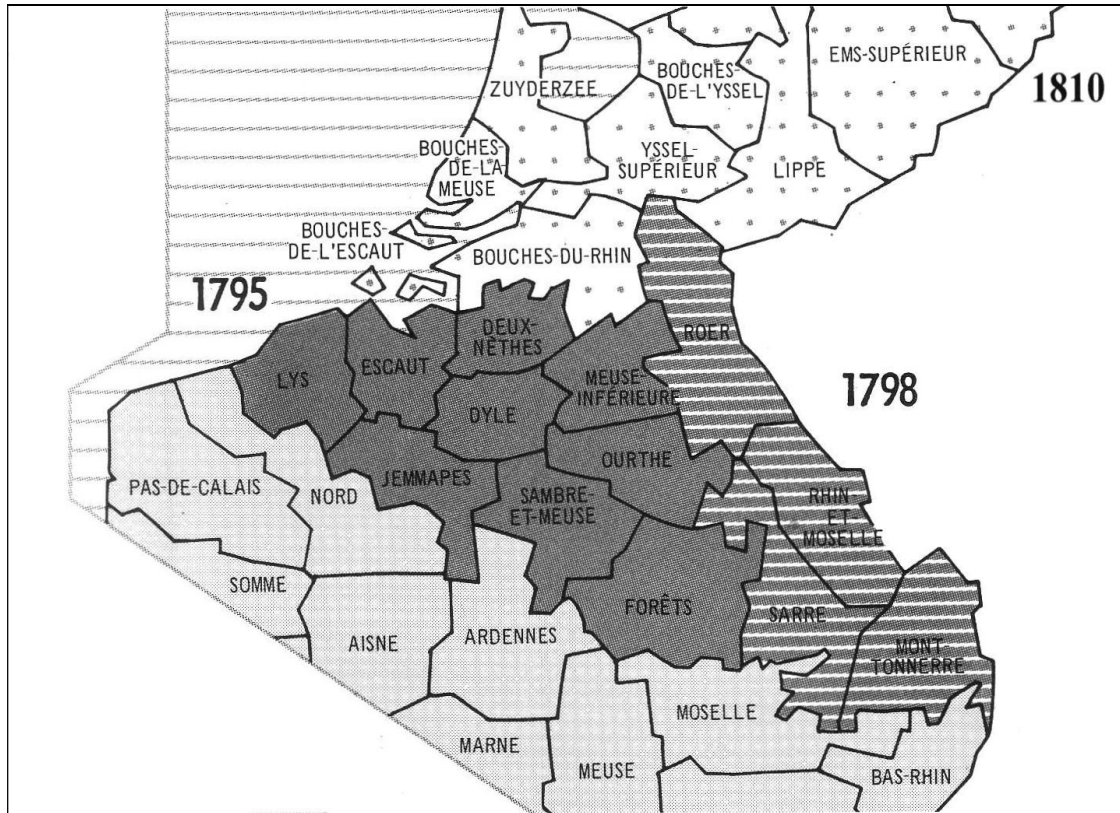 EMS-SUPÉRIEUR
1810
ZUYDERZEE
BOUCHES-
DE-L'YSSEL
BOUCHES-
DE-LA
MEUSE
YSSEL-
SUPÉRIEUR
LIPPE
BOUCHES-
DE-L'ESCAUT
BOUCHES-DU-RHIN
1795
DEUX-
NÈTHES
ROER
LYS
ESCAUT
MEUSE-
INFÉRIEURE
1798
DYLE
OURTHE
JEMMAPES
PAS-DE-CALAIS
NORD
SAMBRE-
ET-MEUSE
RHIN-
ET-
MOSELLE
SOMME
FORÊTS
SARRE
AISNE
ARDENNES
MONT-
TONNERRE
MOSELLE
MARNE
MEUSE
BAS-RHIN